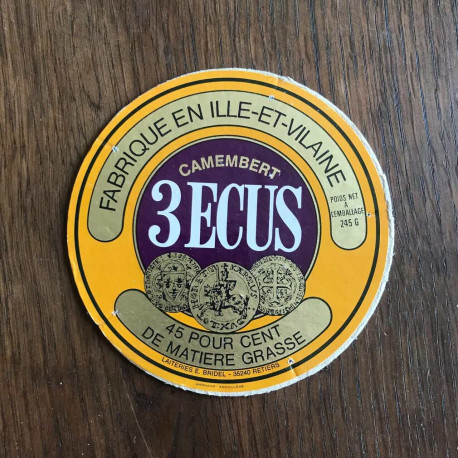 FABRIQUE EN ILLE-ET-VILAINE
CAMEMBERT
3 ECUS
POIDS NET
A
L'EMBALLAGE
245 G
45 POUR CENT
DE MATIERE GRASSE
LAITERIES E. BRIDEL - 35240 RETIERS